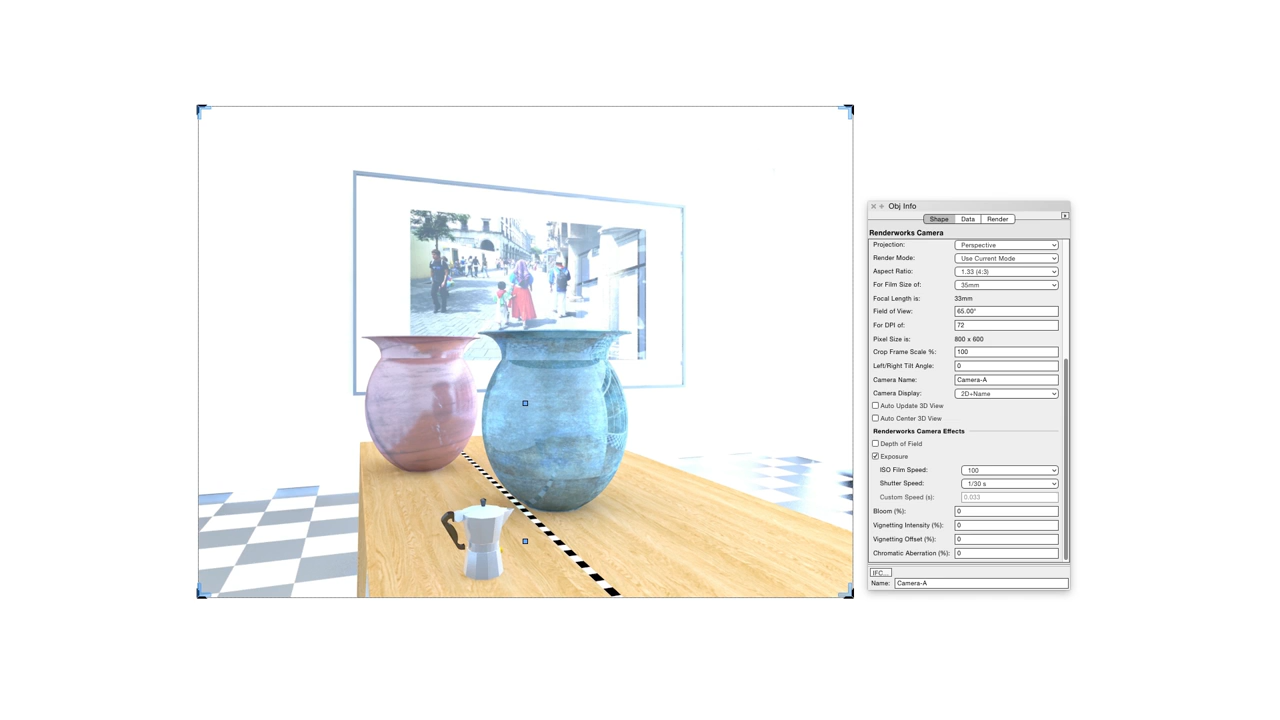 Obj Info
Shape Data Render
Renderworks Camera
Projection: Perspective
Render Mode: Use Current Mode
Aspect Ratio: 1.33 (4:3)
For Film Size of: 35mm
Focal Length is: 33mm
Field of View: 65.00°
For DPI of: 72
Pixel Size is: 800 x 600
Crop Frame Scale %: 100
Left/Right Tilt Angle: 0
Camera Name: Camera-A
Camera Display: 2D+Name
Auto Update 3D View
Auto Center 3D View
Renderworks Camera Effects
Depth of Field
Exposure
ISO Film Speed: 100
Shutter Speed: 1/30 s
Custom Speed (s): 0.033
Bloom (%): 0
Vignetting Intensity (%): 0
Vignetting Offset (%): 0
Chromatic Aberration (%): 0
IFC...
Name: Camera-A